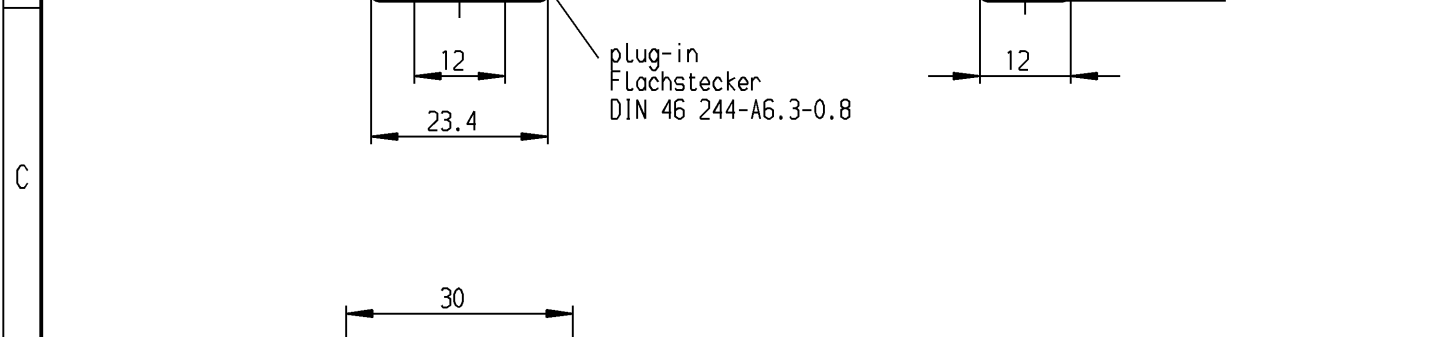 12
plug-in
Flachstecker
DIN 46 244-A6.3-0.8
12
23.4
C
30